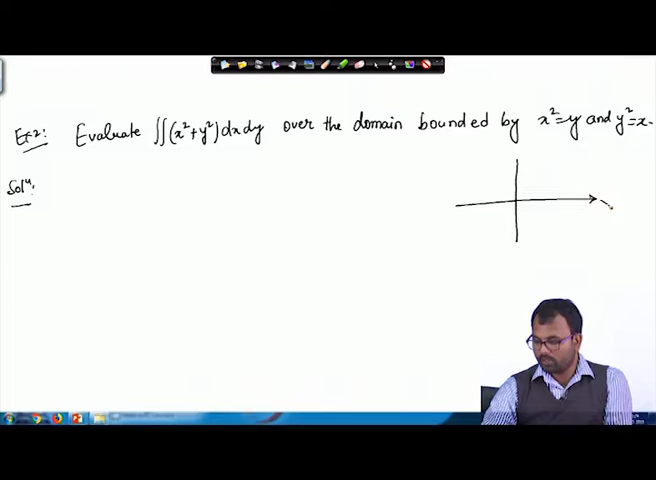 Ex-2: Evaluate ∬(x²+y²)dxdy over the domain bounded by x²=y and y²=x.
Solⁿ: